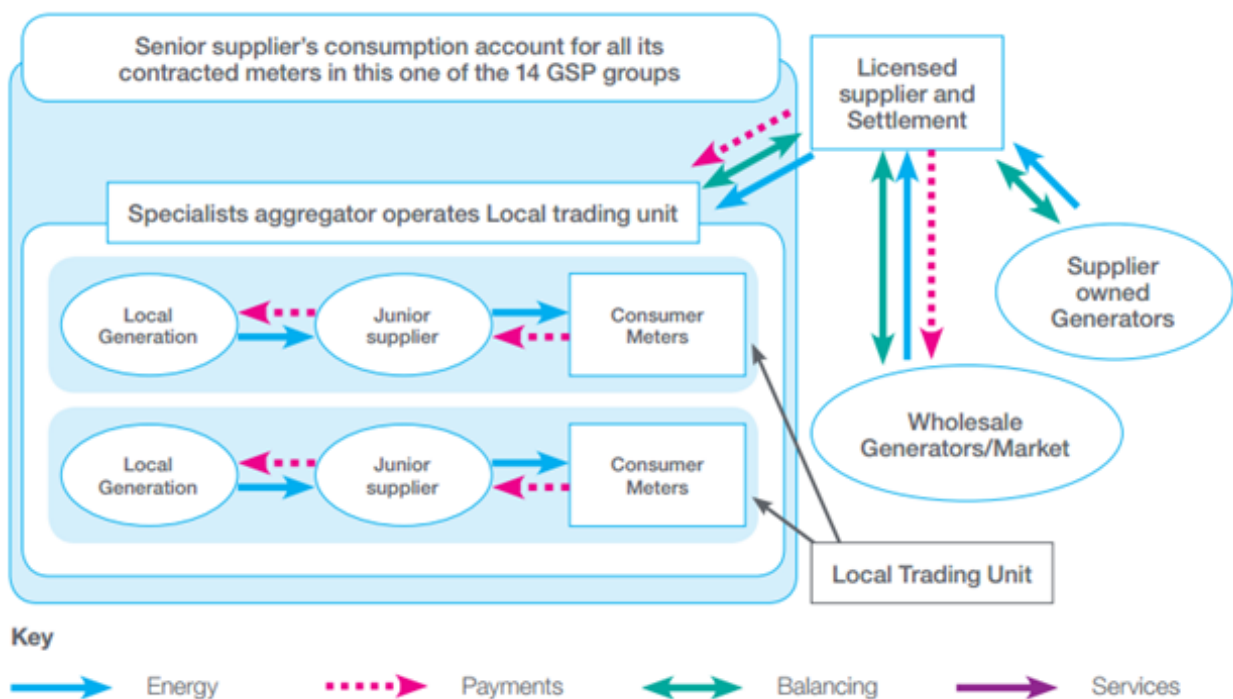 Senior supplier's consumption account for all its
contracted meters in this one of the 14 GSP groups
Licensed
supplier and
Settlement
Specialists aggregator operates Local trading unit
Supplier
owned
Generators
Local
Generation
Junior
supplier
Consumer
Meters
Wholesale
Generators/Market
Local
Generation
Junior
supplier
Consumer
Meters
Local Trading Unit
Key
Energy
Payments
Balancing
Services